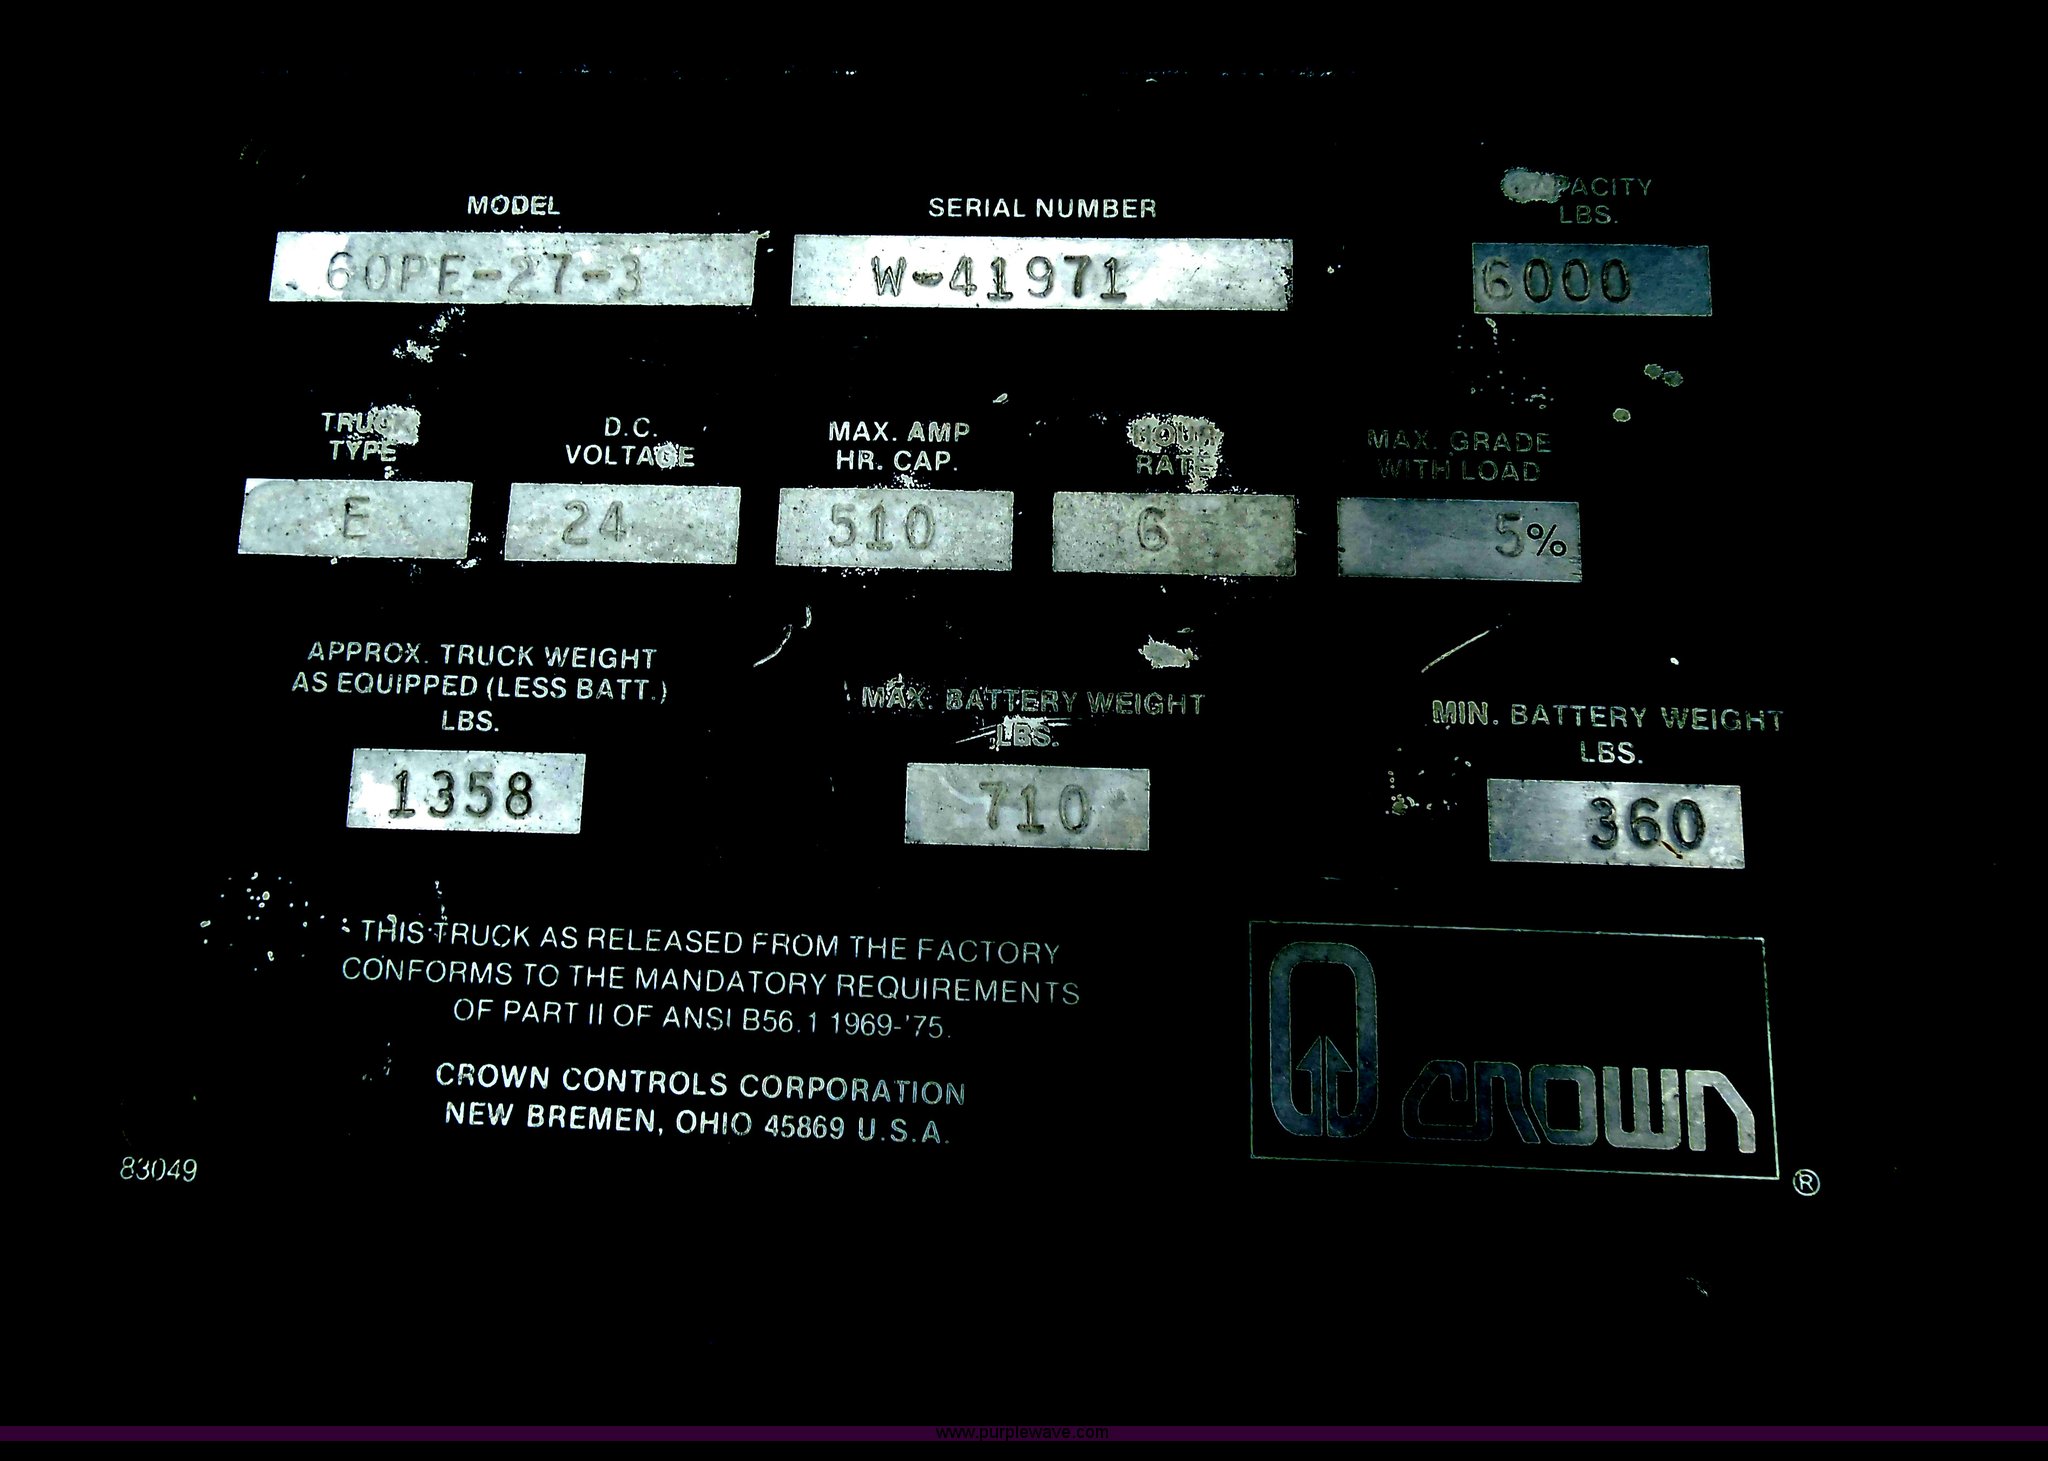 MODEL
60PE-27-3
SERIAL NUMBER
W-41971
CAPACITY
LBS.
6000
TRUCK
TYPE
E
D.C.
VOLTAGE
24
MAX. AMP
HR. CAP.
510
HOUR
RATE
6
MAX. GRADE
WITH LOAD
5%
APPROX. TRUCK WEIGHT
AS EQUIPPED (LESS BATT.)
LBS.
1358
MAX. BATTERY WEIGHT
LBS.
710
MIN. BATTERY WEIGHT
LBS.
360
THIS TRUCK AS RELEASED FROM THE FACTORY
CONFORMS TO THE MANDATORY REQUIREMENTS
OF PART II OF ANSI B56.1 1969-'75.
CROWN CONTROLS CORPORATION
NEW BREMEN, OHIO 45869 U.S.A.
crown
®
83049
www.purplewave.com